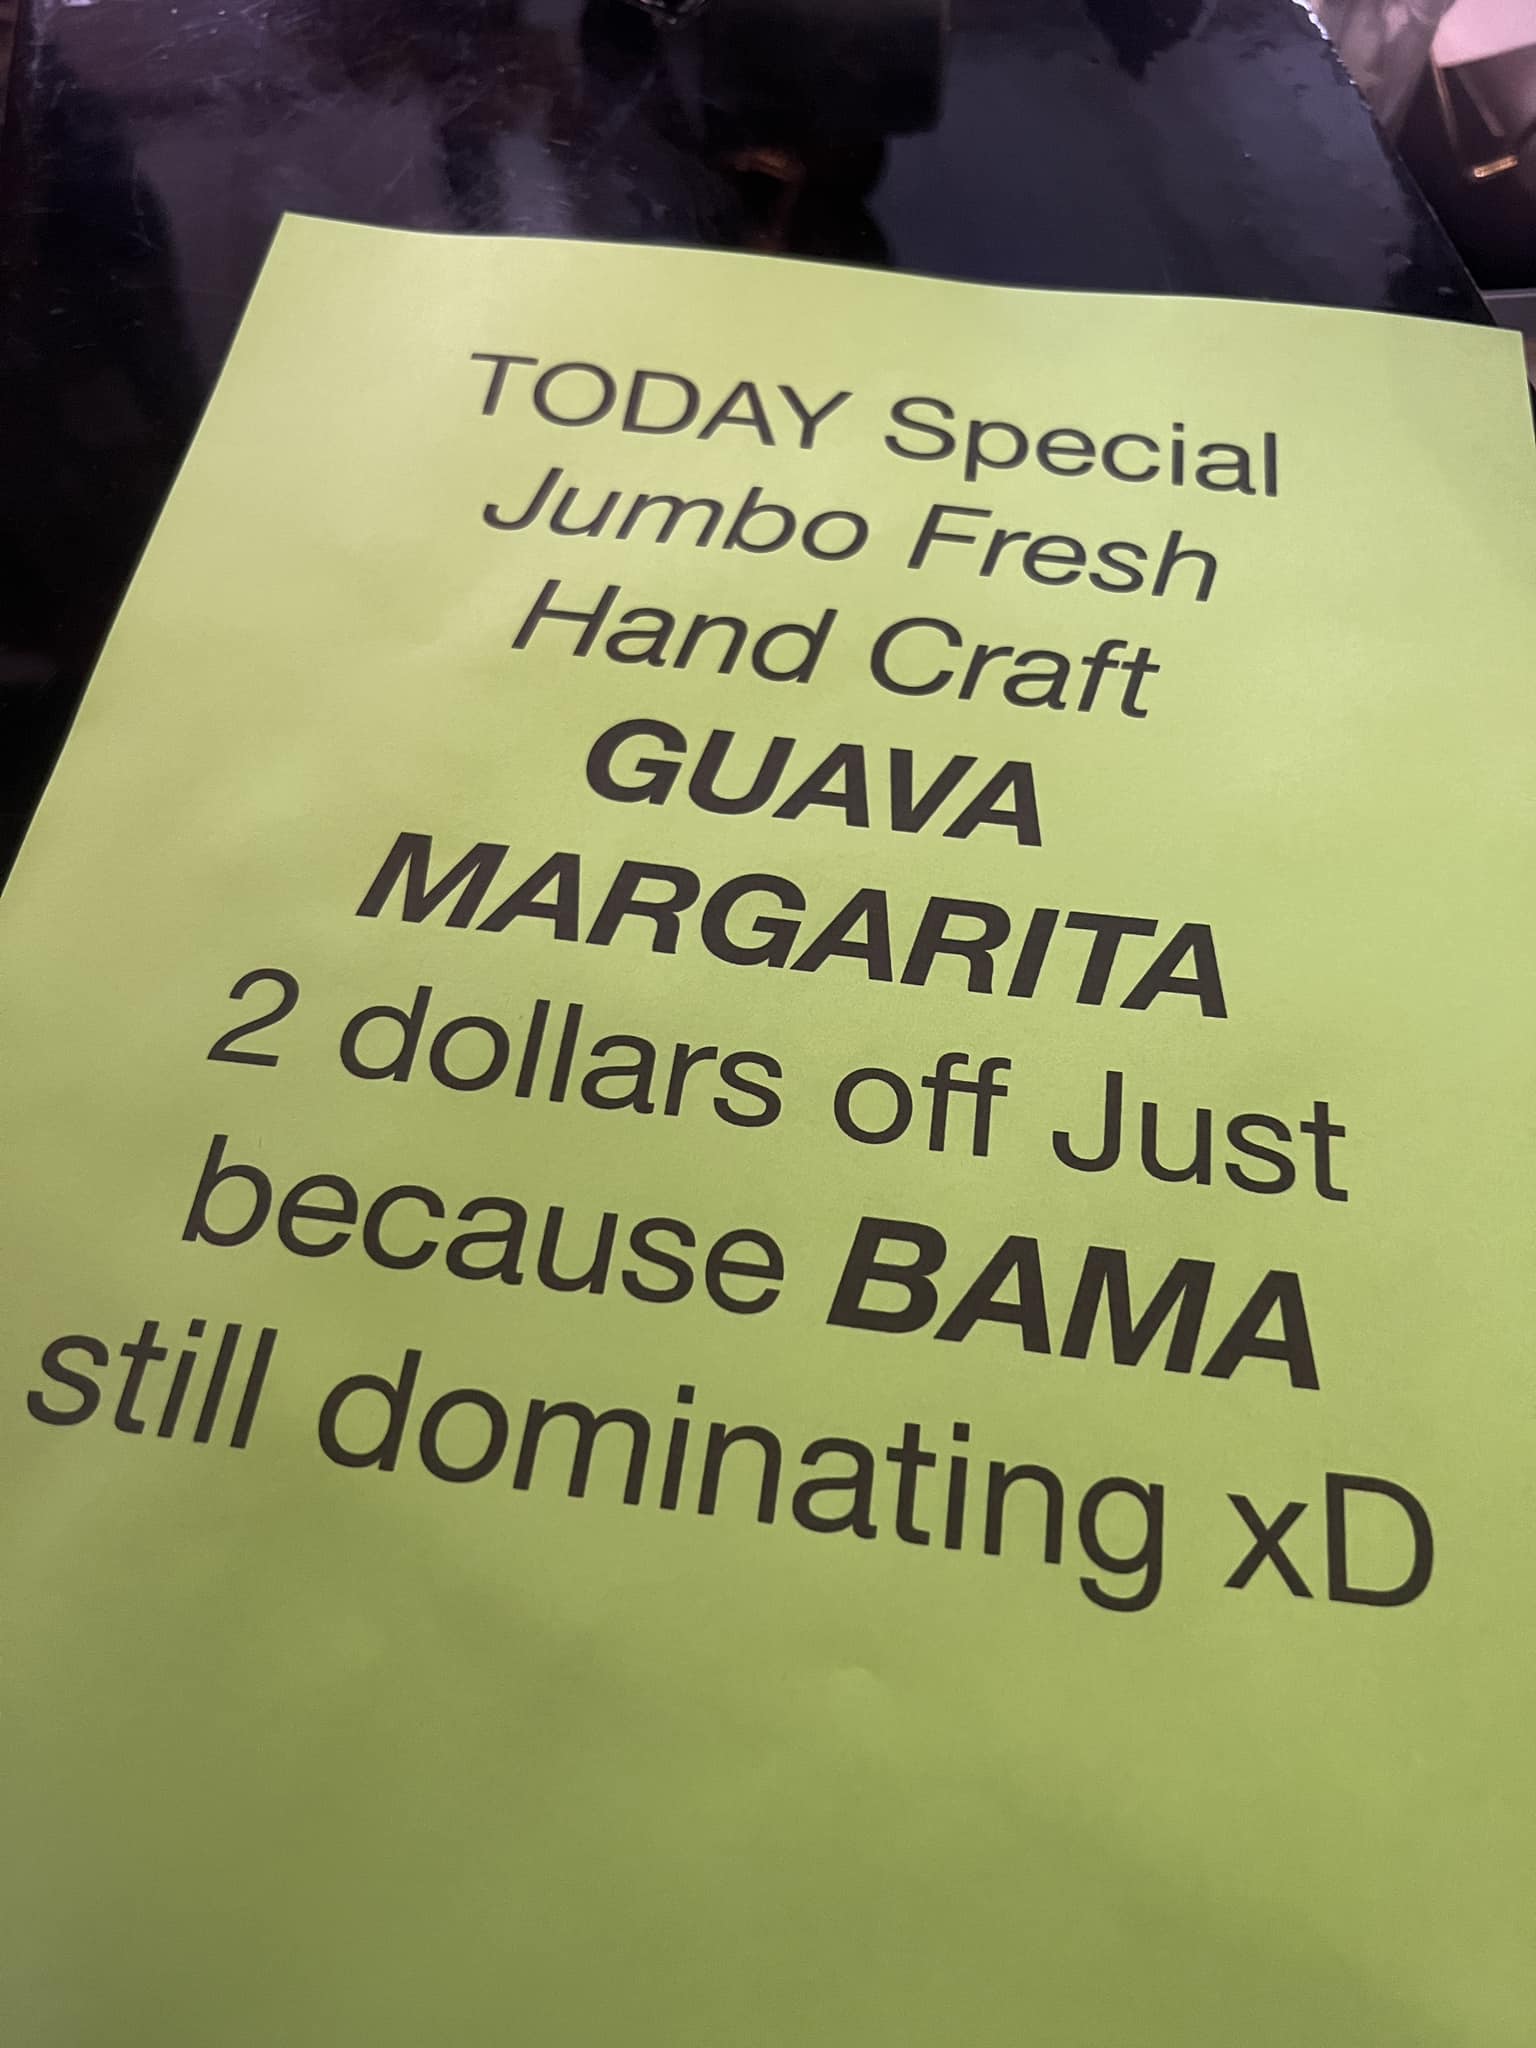 TODAY Special
Jumbo Fresh
Hand Craft
GUAVA
MARGARITA
2 dollars off Just
because BAMA
still dominating xD